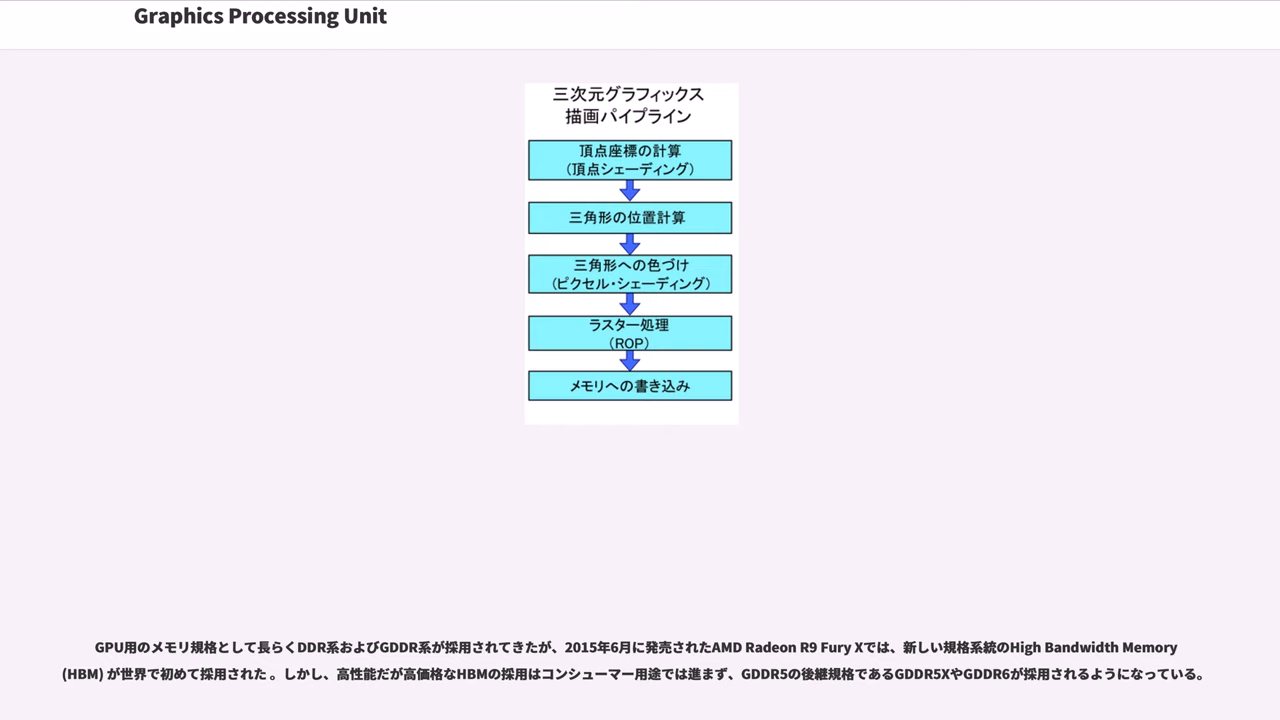 Graphics Processing Unit
三次元グラフィックス
描画パイプライン
頂点座標の計算
（頂点シェーディング）
三角形の位置計算
三角形への色づけ
（ピクセル・シェーディング）
ラスター処理
（ROP）
メモリへの書き込み
GPU用のメモリ規格として長らくDDR系およびGDDR系が採用されてきたが、2015年6月に発売されたAMD Radeon R9 Fury Xでは、新しい規格系統のHigh Bandwidth Memory
(HBM) が世界で初めて採用された 。しかし、高性能だが高価格なHBMの採用はコンシューマー用途では進まず、GDDR5の後継規格であるGDDR5XやGDDR6が採用されるようになっている。